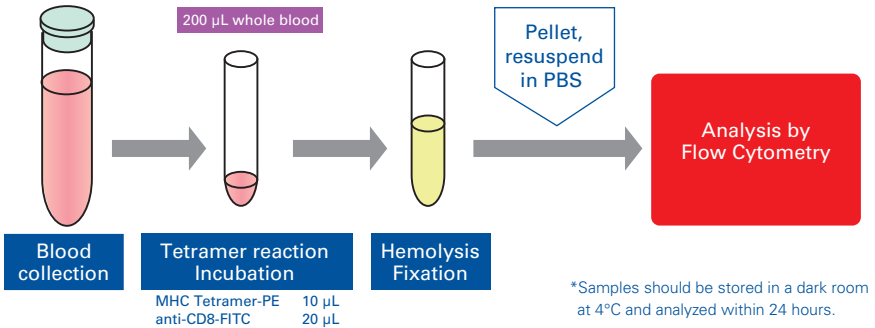 200 µL whole blood
Pellet,
resuspend
in PBS
Analysis by
Flow Cytometry
Blood
collection
Tetramer reaction
Incubation
Hemolysis
Fixation
MHC Tetramer-PE 10 µL
anti-CD8-FITC 20 µL
*Samples should be stored in a dark room
at 4°C and analyzed within 24 hours.